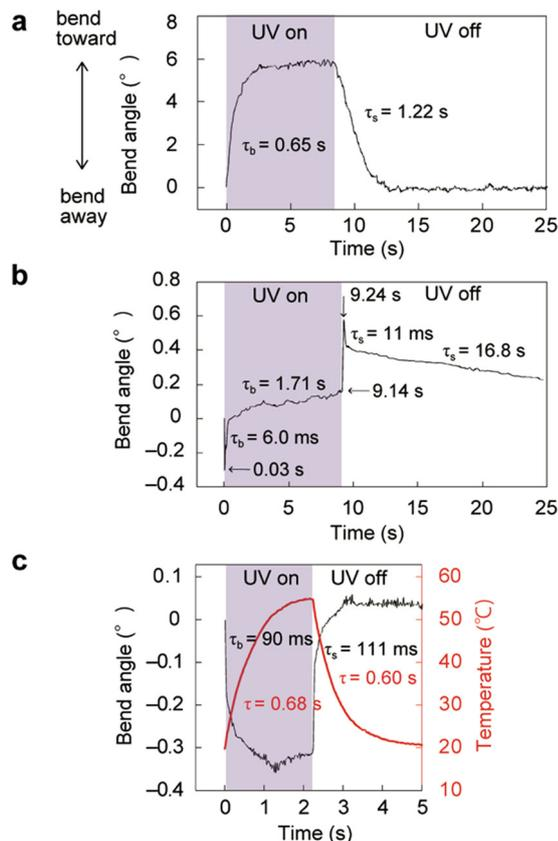 a
bend
toward
bend
away
Bend angle (°)
8
6
4
2
0
UV on
UV off
τb = 0.65 s
τs = 1.22 s
0 5 10 15 20 25
Time (s)
b
Bend angle (°)
0.8
0.6
0.4
0.2
0
−0.2
−0.4
UV on
9.24 s
UV off
τs = 11 ms
τs = 16.8 s
τb = 1.71 s
9.14 s
τb = 6.0 ms
0.03 s
0 5 10 15 20 25
Time (s)
c
Bend angle (°)
0.1
0
−0.1
−0.2
−0.3
−0.4
UV on
UV off
τb = 90 ms
τs = 111 ms
τ = 0.68 s
τ = 0.60 s
60
50
40
30
20
10
Temperature (℃)
0 1 2 3 4 5
Time (s)